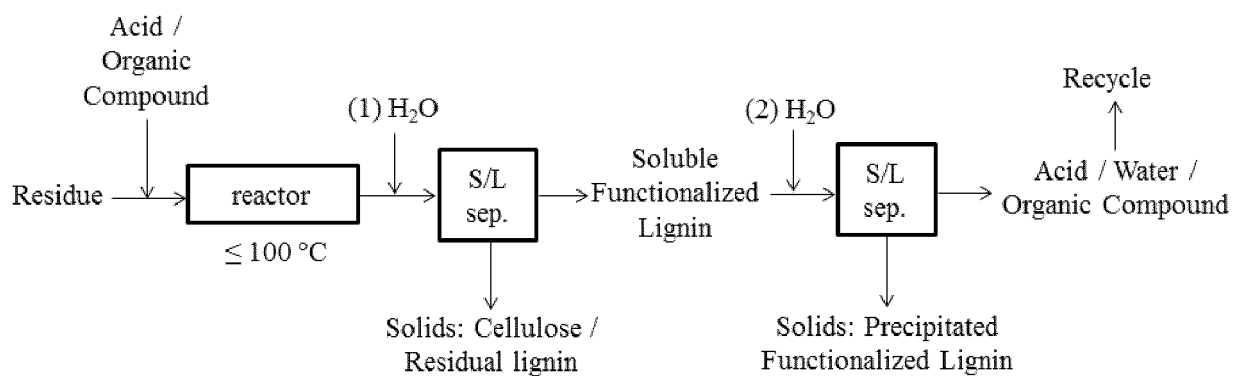 Acid /
Organic
Compound
Residue
reactor
≤ 100 °C
(1) H₂O
S/L
sep.
Solids: Cellulose /
Residual lignin
Soluble
Functionalized
Lignin
(2) H₂O
S/L
sep.
Solids: Precipitated
Functionalized Lignin
Recycle
Acid / Water /
Organic Compound